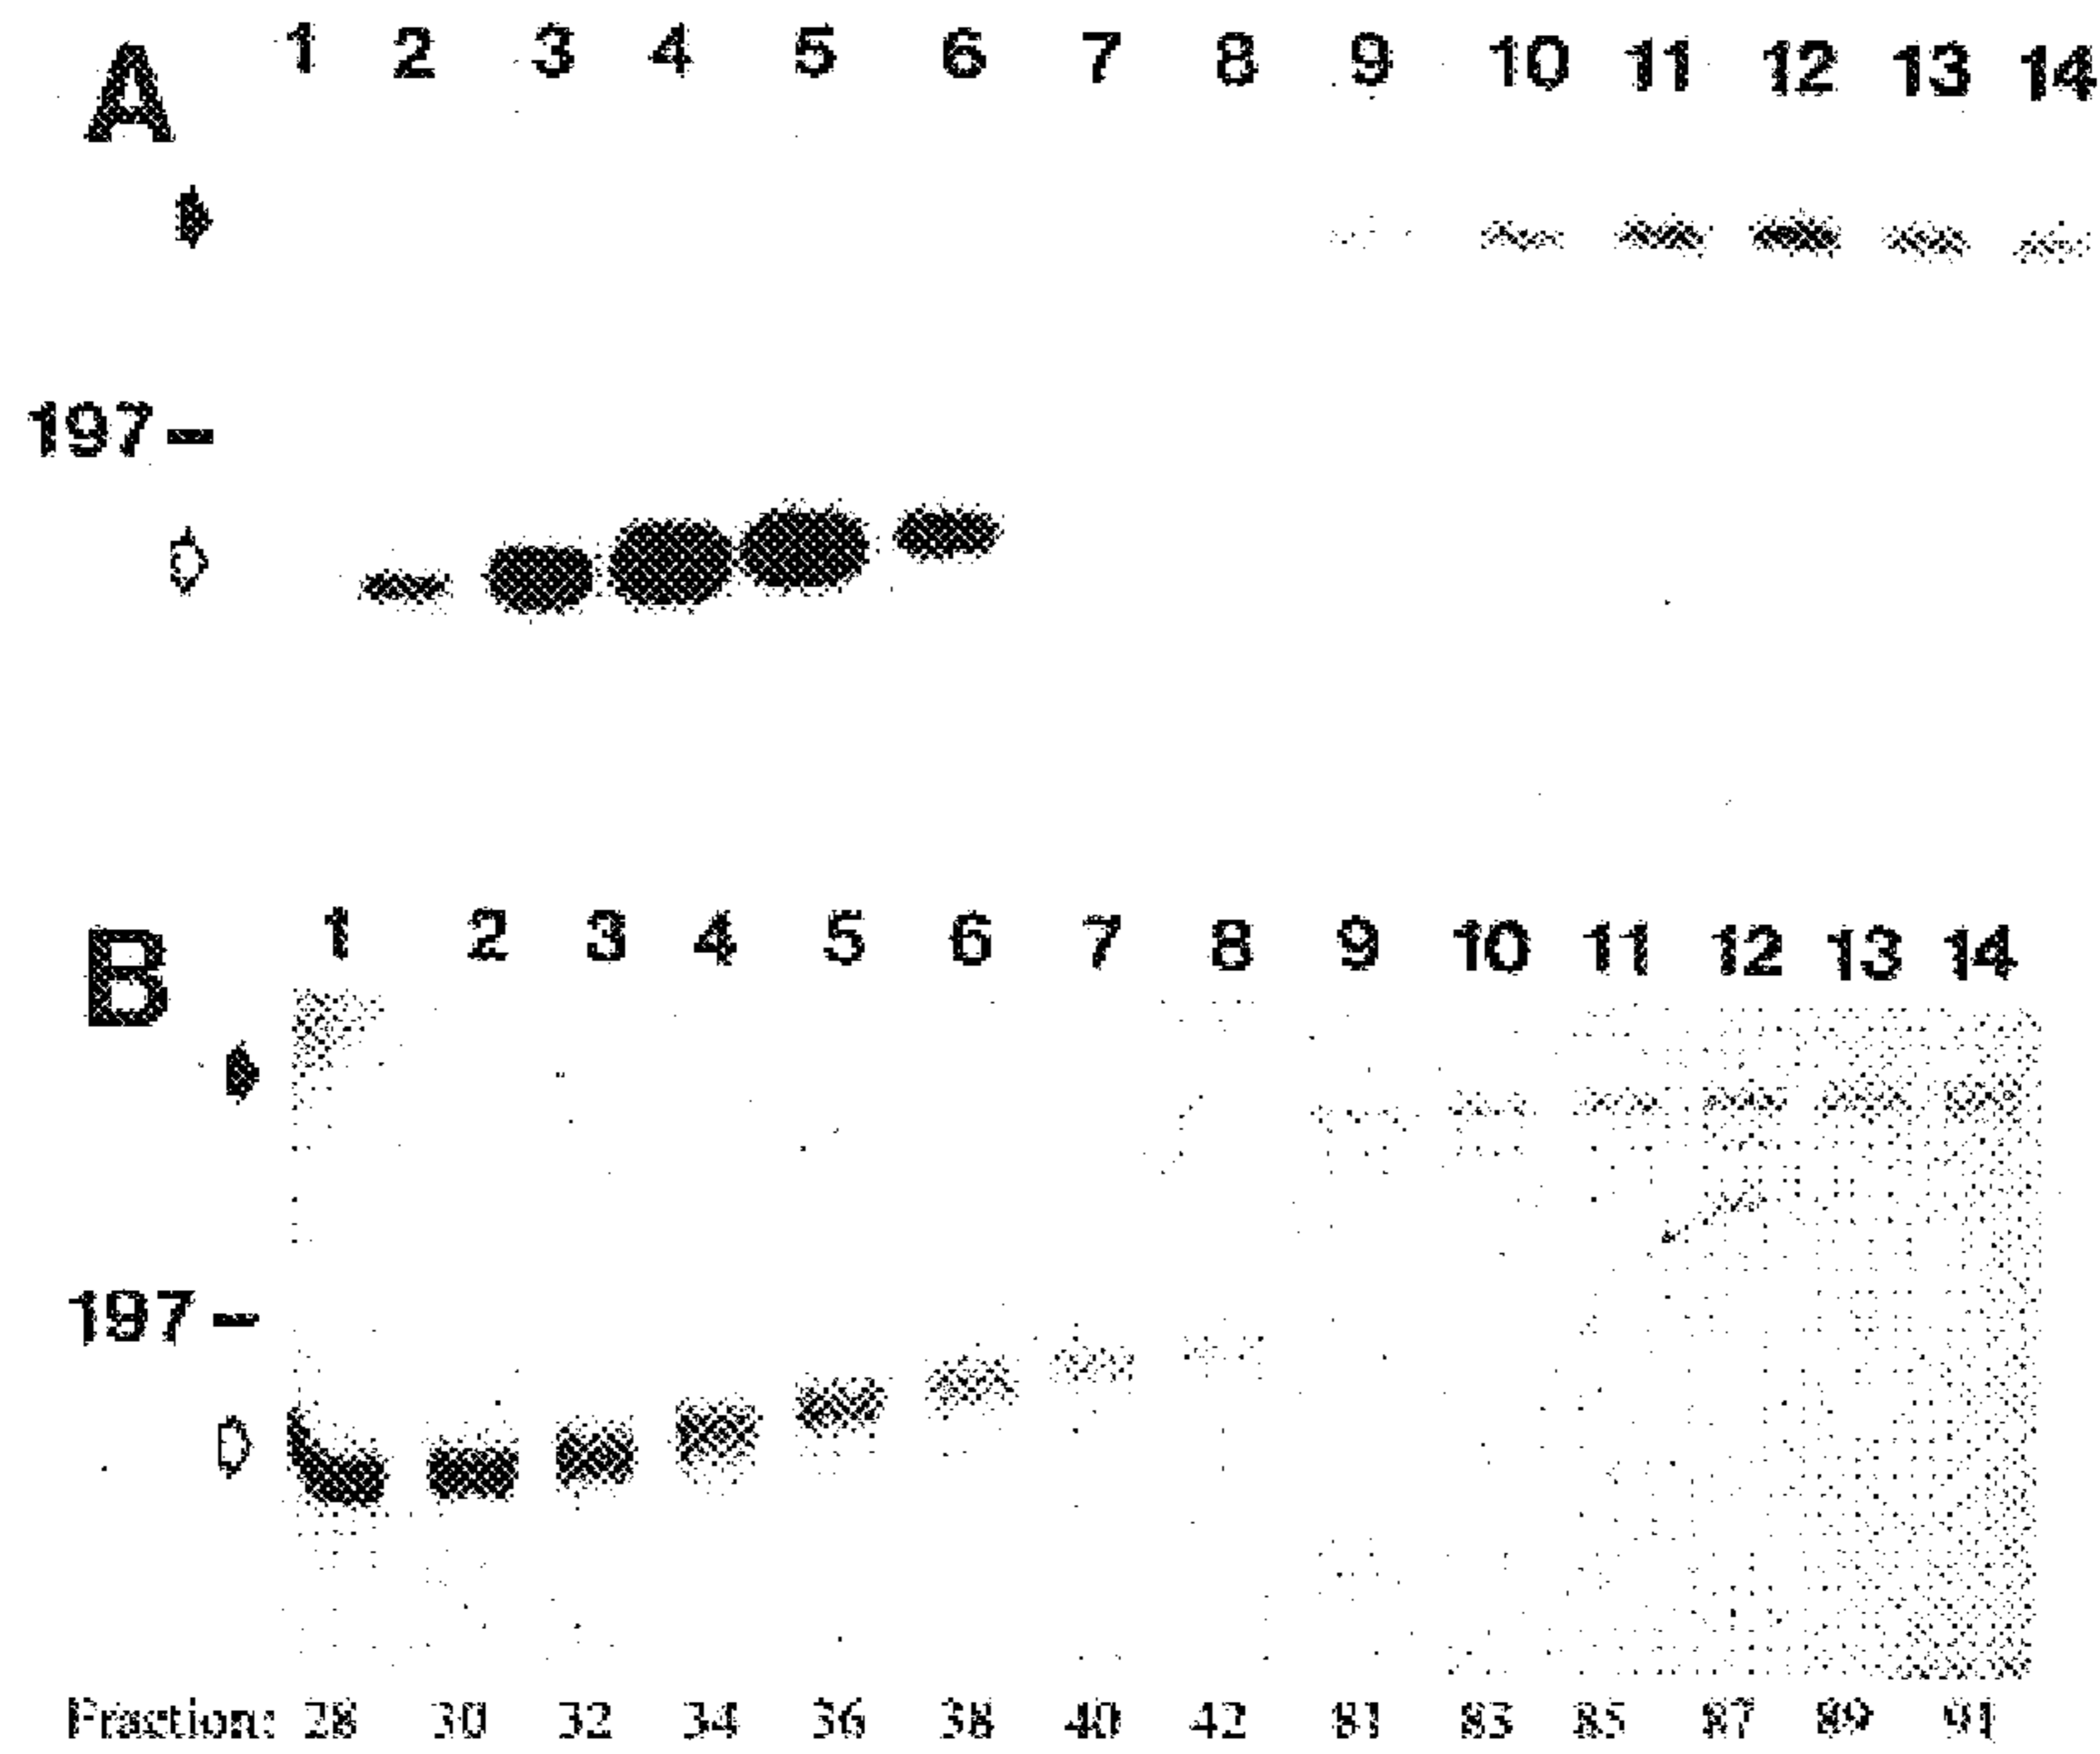 A 1 2 3 4 5 6 7 8 9 10 11 12 13 14
197 -
B 1 2 3 4 5 6 7 8 9 10 11 12 13 14
197 -
Fraction: 28 30 32 34 36 38 40 42 81 83 85 87 89 91